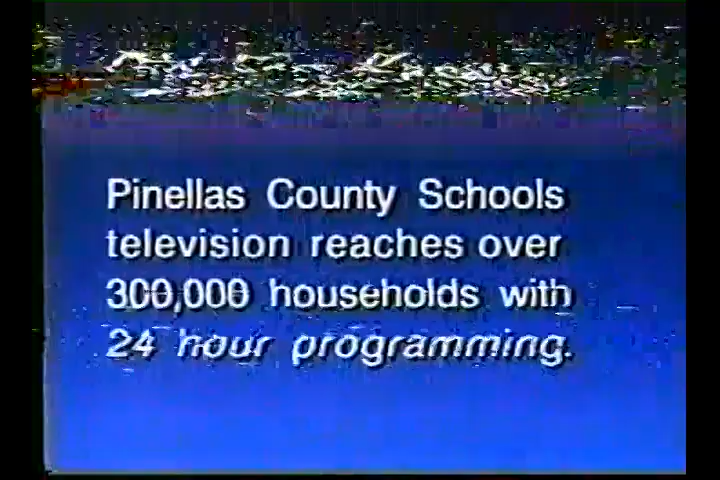 Pinellas County Schools
television reaches over
300,000 households with
24 hour programming.